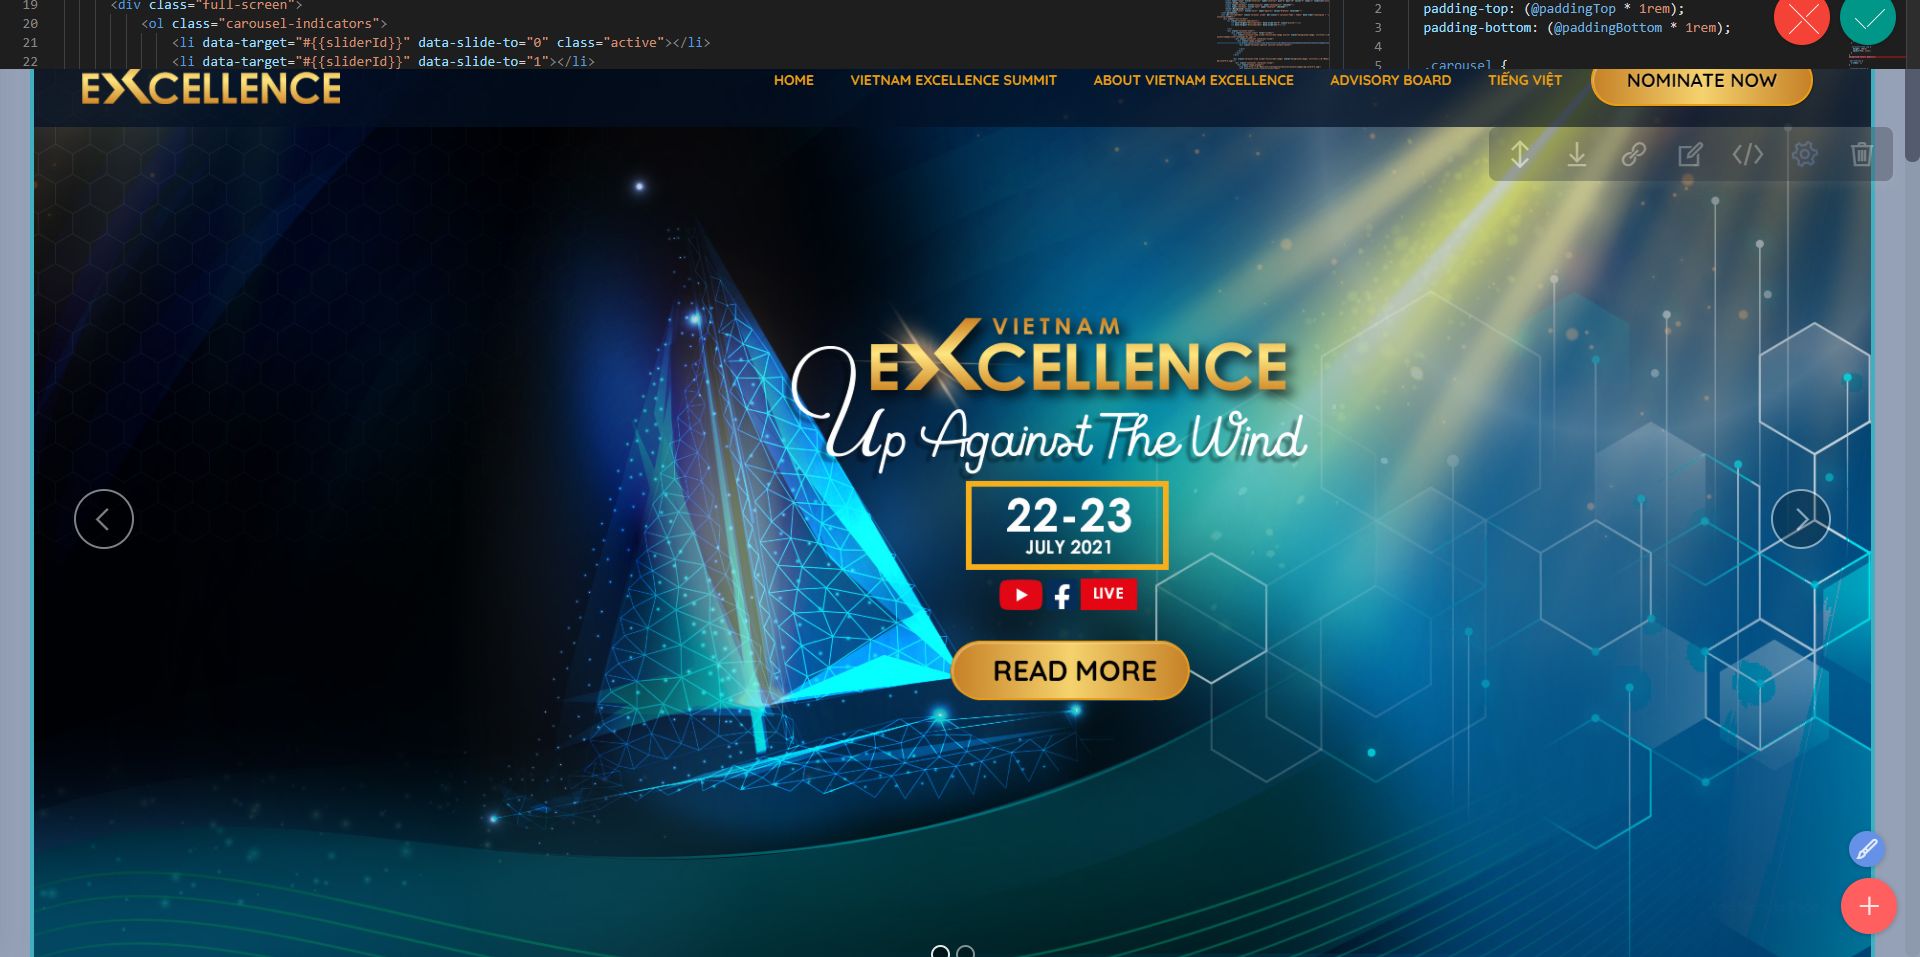 19 <div class="full-screen">
20 <ol class="carousel-indicators">
21 <li data-target="#{{sliderId}}" data-slide-to="0" class="active"></li>
22 <li data-target="#{{sliderId}}" data-slide-to="1"></li>
2 padding-top: (@paddingTop * 1rem);
3 padding-bottom: (@paddingBottom * 1rem);
4
5 .carousel {
EXCELLENCE
HOME VIETNAM EXCELLENCE SUMMIT ABOUT VIETNAM EXCELLENCE ADVISORY BOARD TIẾNG VIỆT NOMINATE NOW
VIETNAM
EXCELLENCE
Up Against The Wind
22-23
JULY 2021
LIVE
READ MORE